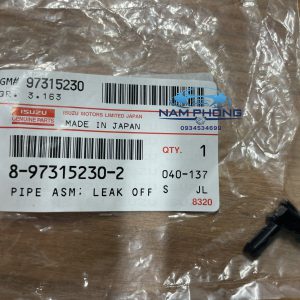 GM# 97315230
GR. 3.163
ISUZU
GENUINE PARTS
ISUZU MOTORS LIMITED JAPAN
MADE IN JAPAN
NAM PHONG
0934534699
QTY. 1
8-97315230-2
040-137
PIPE ASM; LEAK OFF
S JL
8320